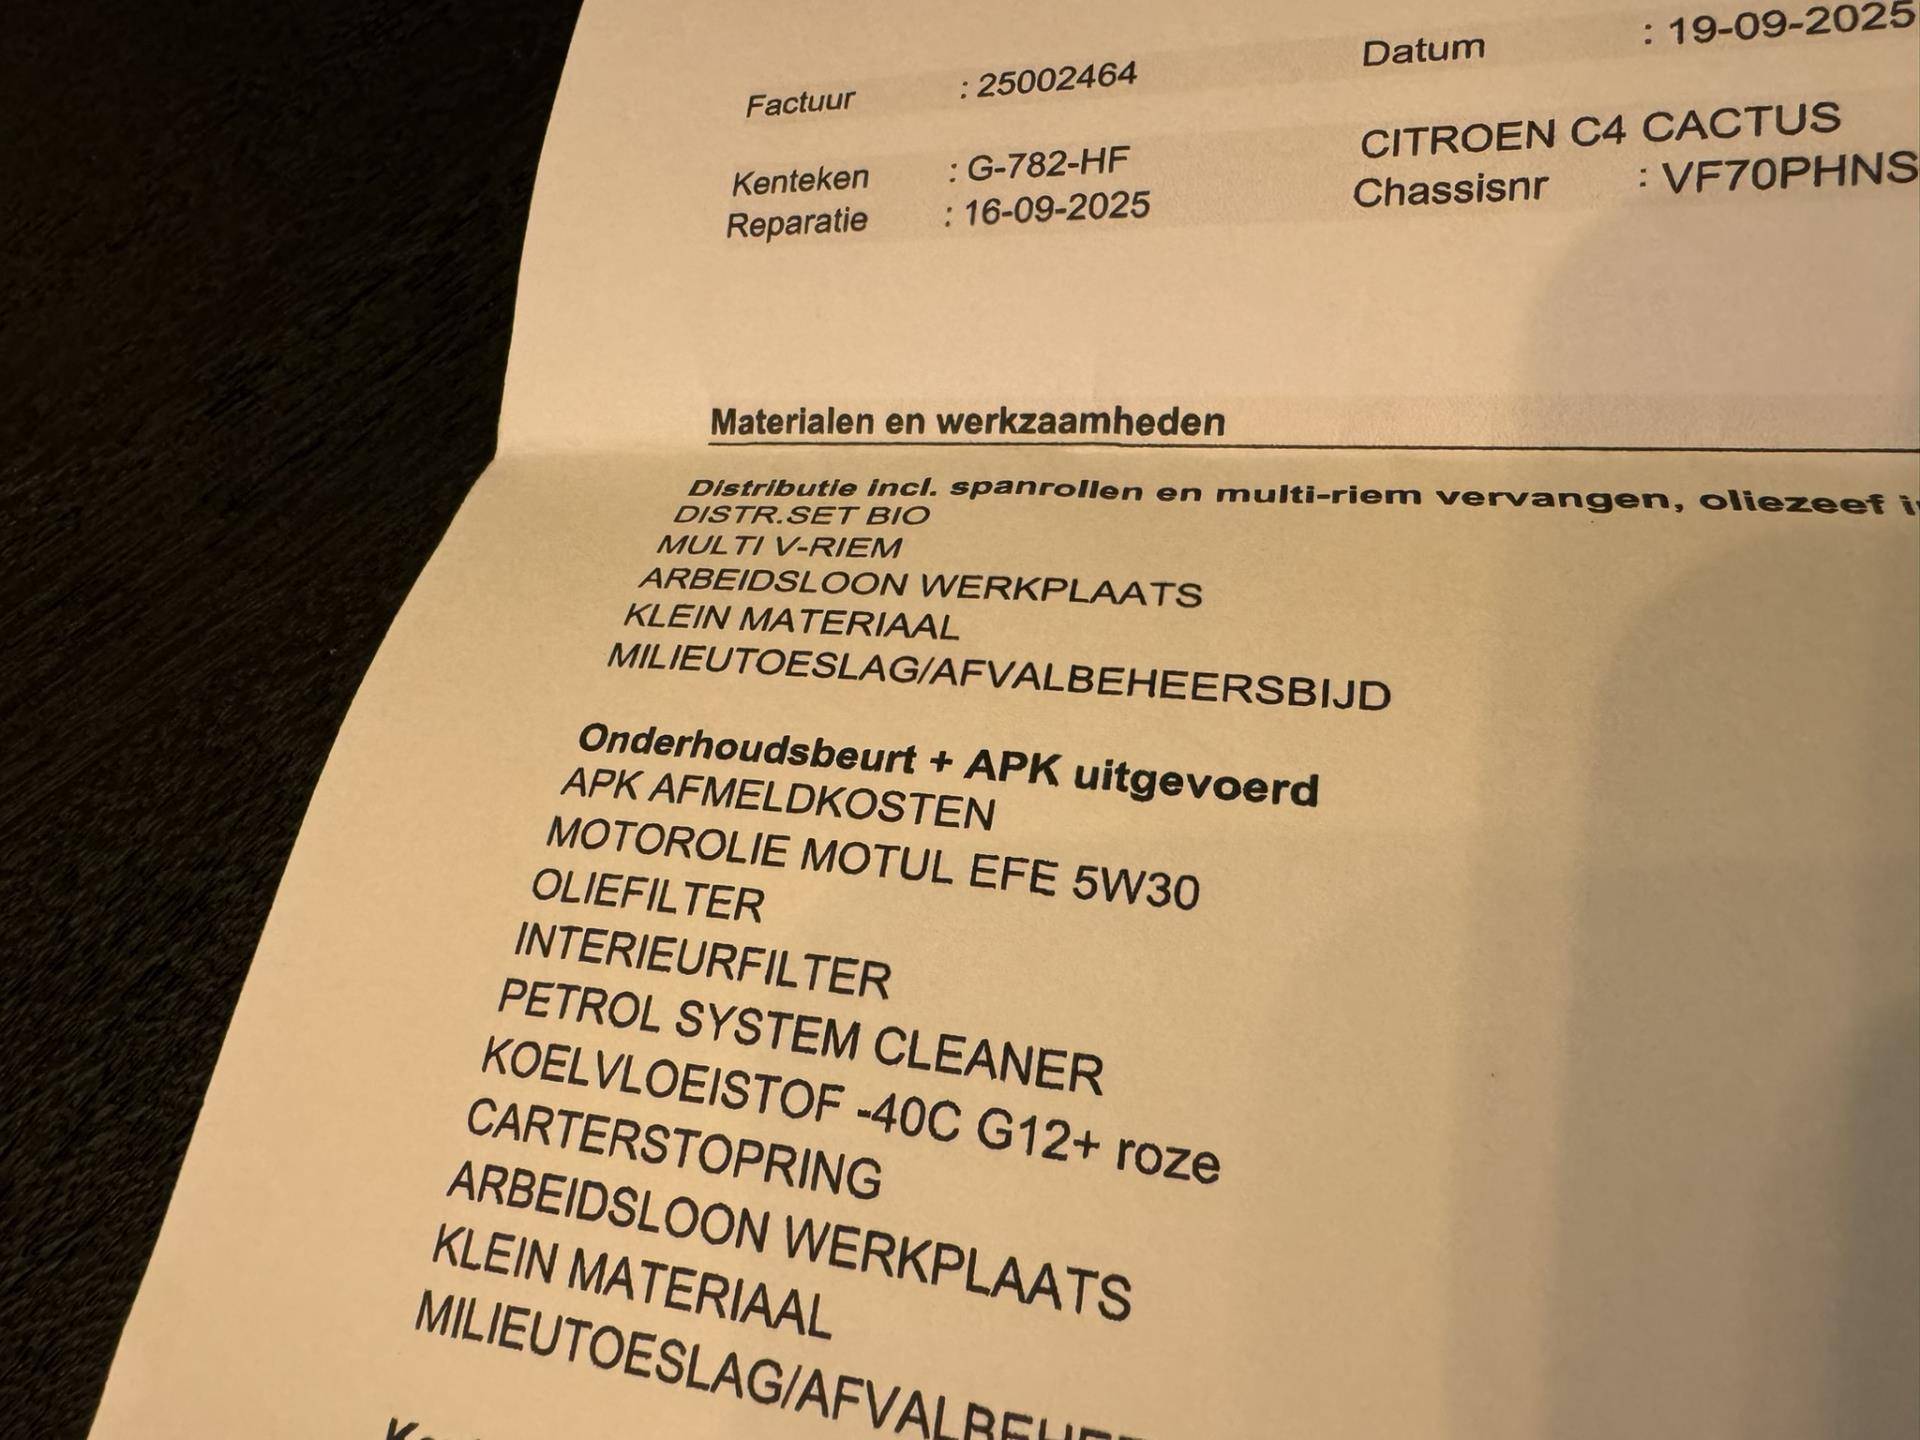 Factuur : 25002464 Datum : 19-09-2025
Kenteken : G-782-HF CITROEN C4 CACTUS
Reparatie : 16-09-2025 Chassisnr : VF70PHNS
Materialen en werkzaamheden
Distributie incl. spanrollen en multi-riem vervangen, oliezeef
DISTR.SET BIO
MULTI V-RIEM
ARBEIDSLOON WERKPLAATS
KLEIN MATERIAAL
MILIEUTOESLAG/AFVALBEHEERSBIJD
Onderhoudsbeurt + APK uitgevoerd
APK AFMELDKOSTEN
MOTOROLIE MOTUL EFE 5W30
OLIEFILTER
INTERIEURFILTER
PETROL SYSTEM CLEANER
KOELVLOEISTOF -40C G12+ roze
CARTERSTOPRING
ARBEIDSLOON WERKPLAATS
KLEIN MATERIAAL
MILIEUTOESLAG/AFVALBEHE